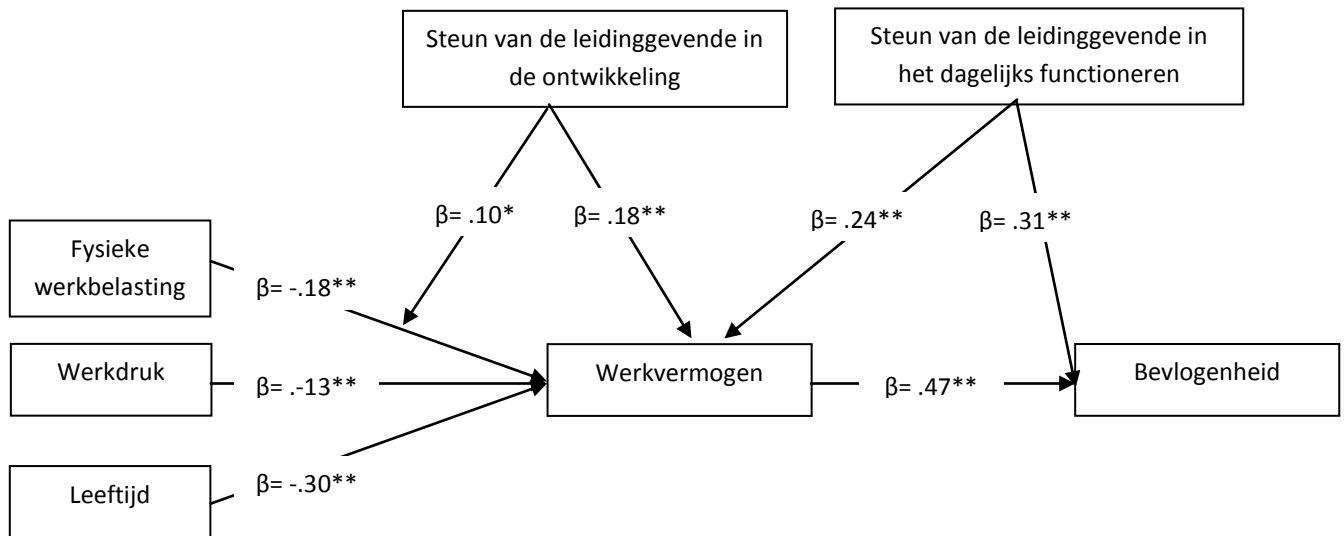 Steun van de leidinggevende in
de ontwikkeling
Steun van de leidinggevende in
het dagelijks functioneren
β= .10*
β= .18**
β= .24**
β= .31**
Fysieke
werkbelasting
β= -.18**
Werkdruk
β= .-13**
Werkvermogen
β= .47**
Bevlogenheid
Leeftijd
β= -.30**